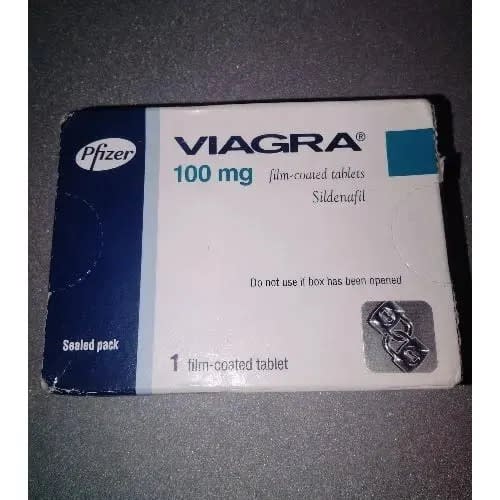 Pfizer
VIAGRA®
100 mg film-coated tablets
Sildenafil
Do not use if box has been opened
Sealed pack
1 film-coated tablet